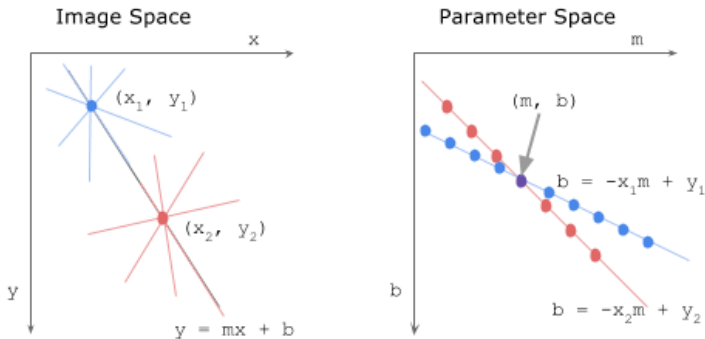 Image Space
x
(x₁, y₁)
(x₂, y₂)
y
y = mx + b
Parameter Space
m
(m, b)
b = -x₁m + y₁
b
b = -x₂m + y₂